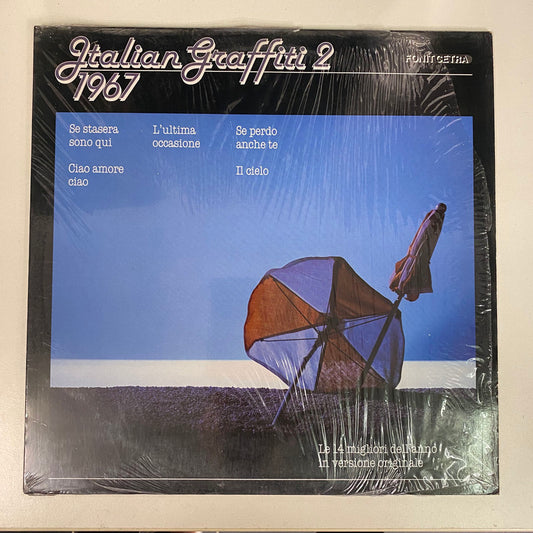 Italian Graffiti 2
1967
FONIT CETRA
Se stasera
sono qui
L'ultima
occasione
Se perdo
anche te
Ciao amore
ciao
Il cielo
Le 14 migliori dell'anno
in versione originale